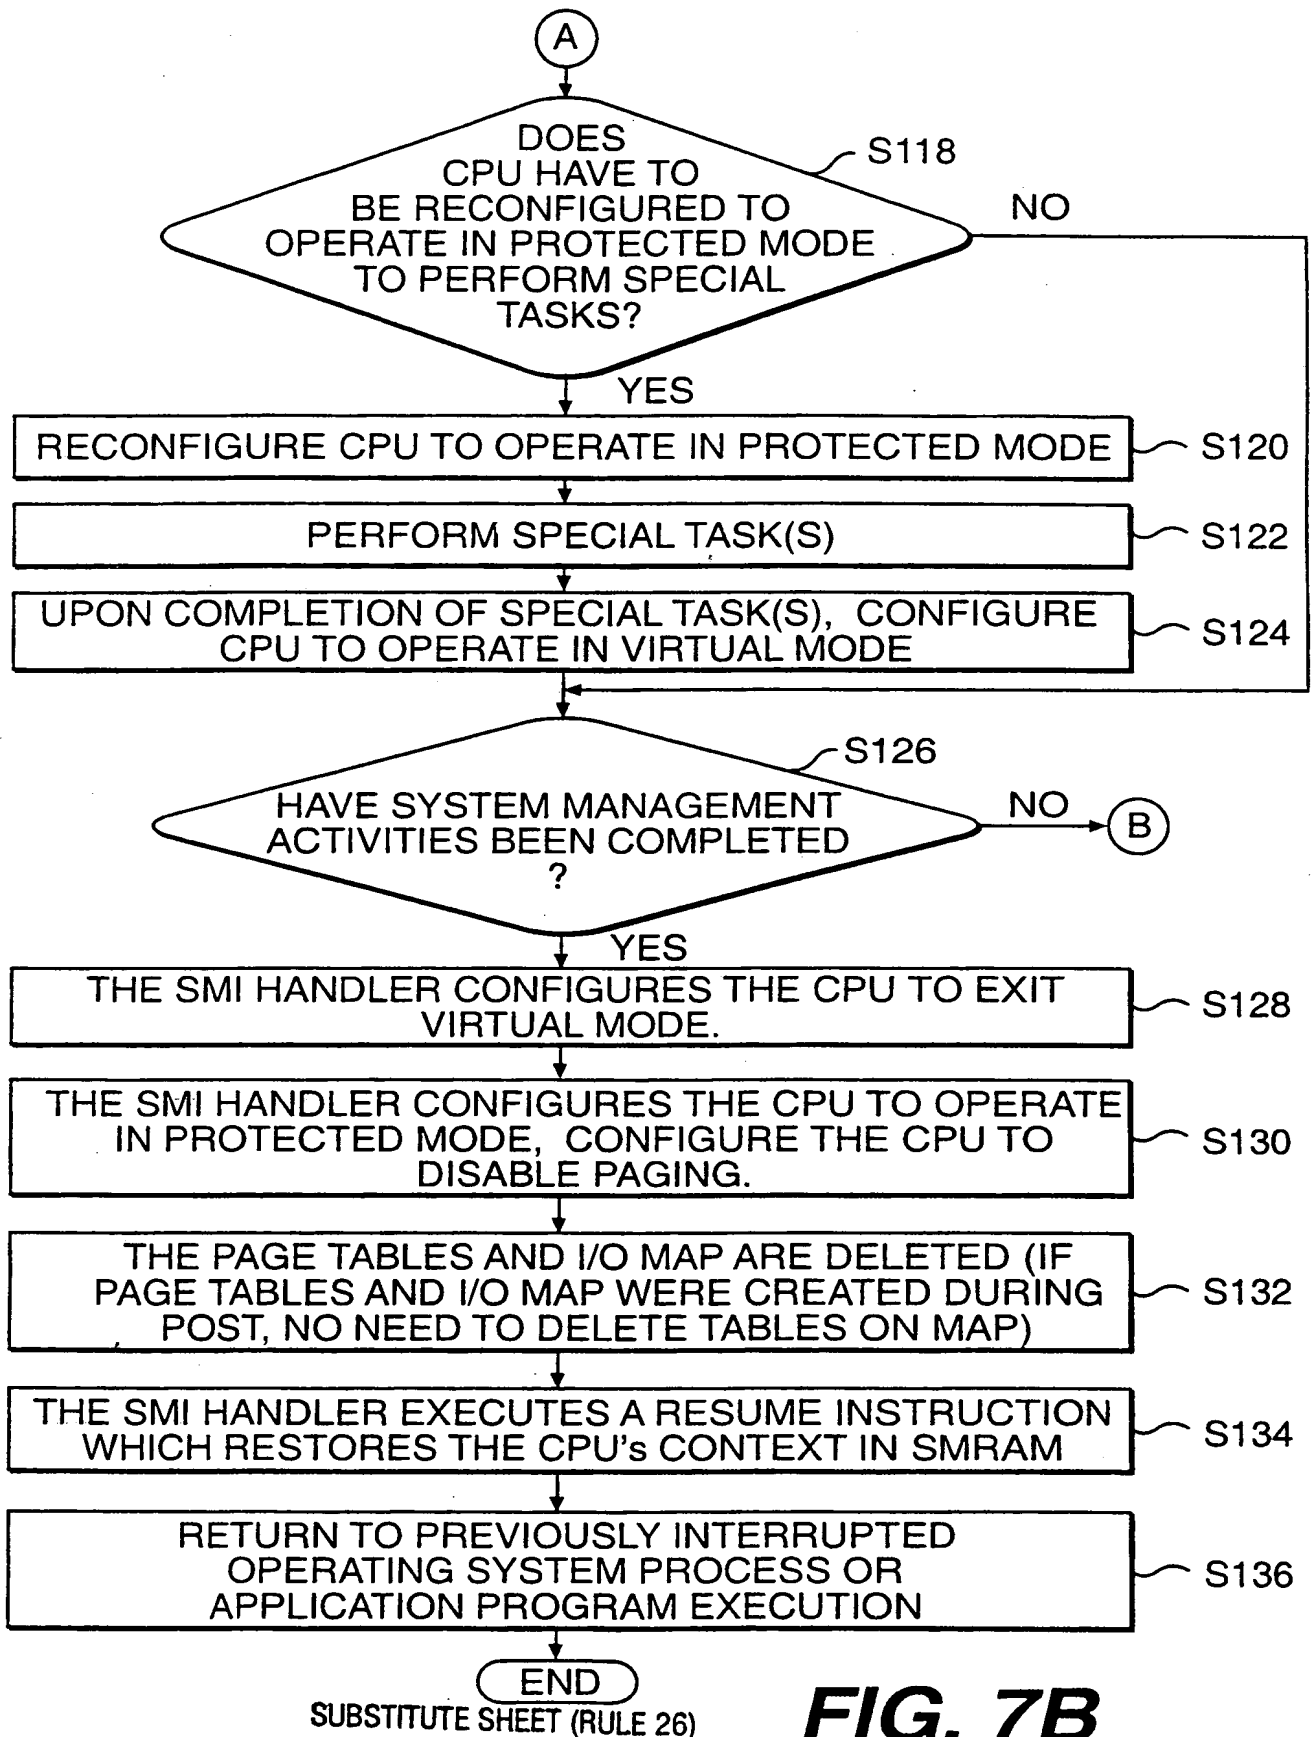 A
DOES
CPU HAVE TO
BE RECONFIGURED TO
OPERATE IN PROTECTED MODE
TO PERFORM SPECIAL
TASKS?
S118
NO
YES
RECONFIGURE CPU TO OPERATE IN PROTECTED MODE
S120
PERFORM SPECIAL TASK(S)
S122
UPON COMPLETION OF SPECIAL TASK(S), CONFIGURE
CPU TO OPERATE IN VIRTUAL MODE
S124
S126
HAVE SYSTEM MANAGEMENT
ACTIVITIES BEEN COMPLETED
?
NO
B
YES
THE SMI HANDLER CONFIGURES THE CPU TO EXIT
VIRTUAL MODE.
S128
THE SMI HANDLER CONFIGURES THE CPU TO OPERATE
IN PROTECTED MODE, CONFIGURE THE CPU TO
DISABLE PAGING.
S130
THE PAGE TABLES AND I/O MAP ARE DELETED (IF
PAGE TABLES AND I/O MAP WERE CREATED DURING
POST, NO NEED TO DELETE TABLES ON MAP)
S132
THE SMI HANDLER EXECUTES A RESUME INSTRUCTION
WHICH RESTORES THE CPU's CONTEXT IN SMRAM
S134
RETURN TO PREVIOUSLY INTERRUPTED
OPERATING SYSTEM PROCESS OR
APPLICATION PROGRAM EXECUTION
S136
END
SUBSTITUTE SHEET (RULE 26)
FIG. 7B